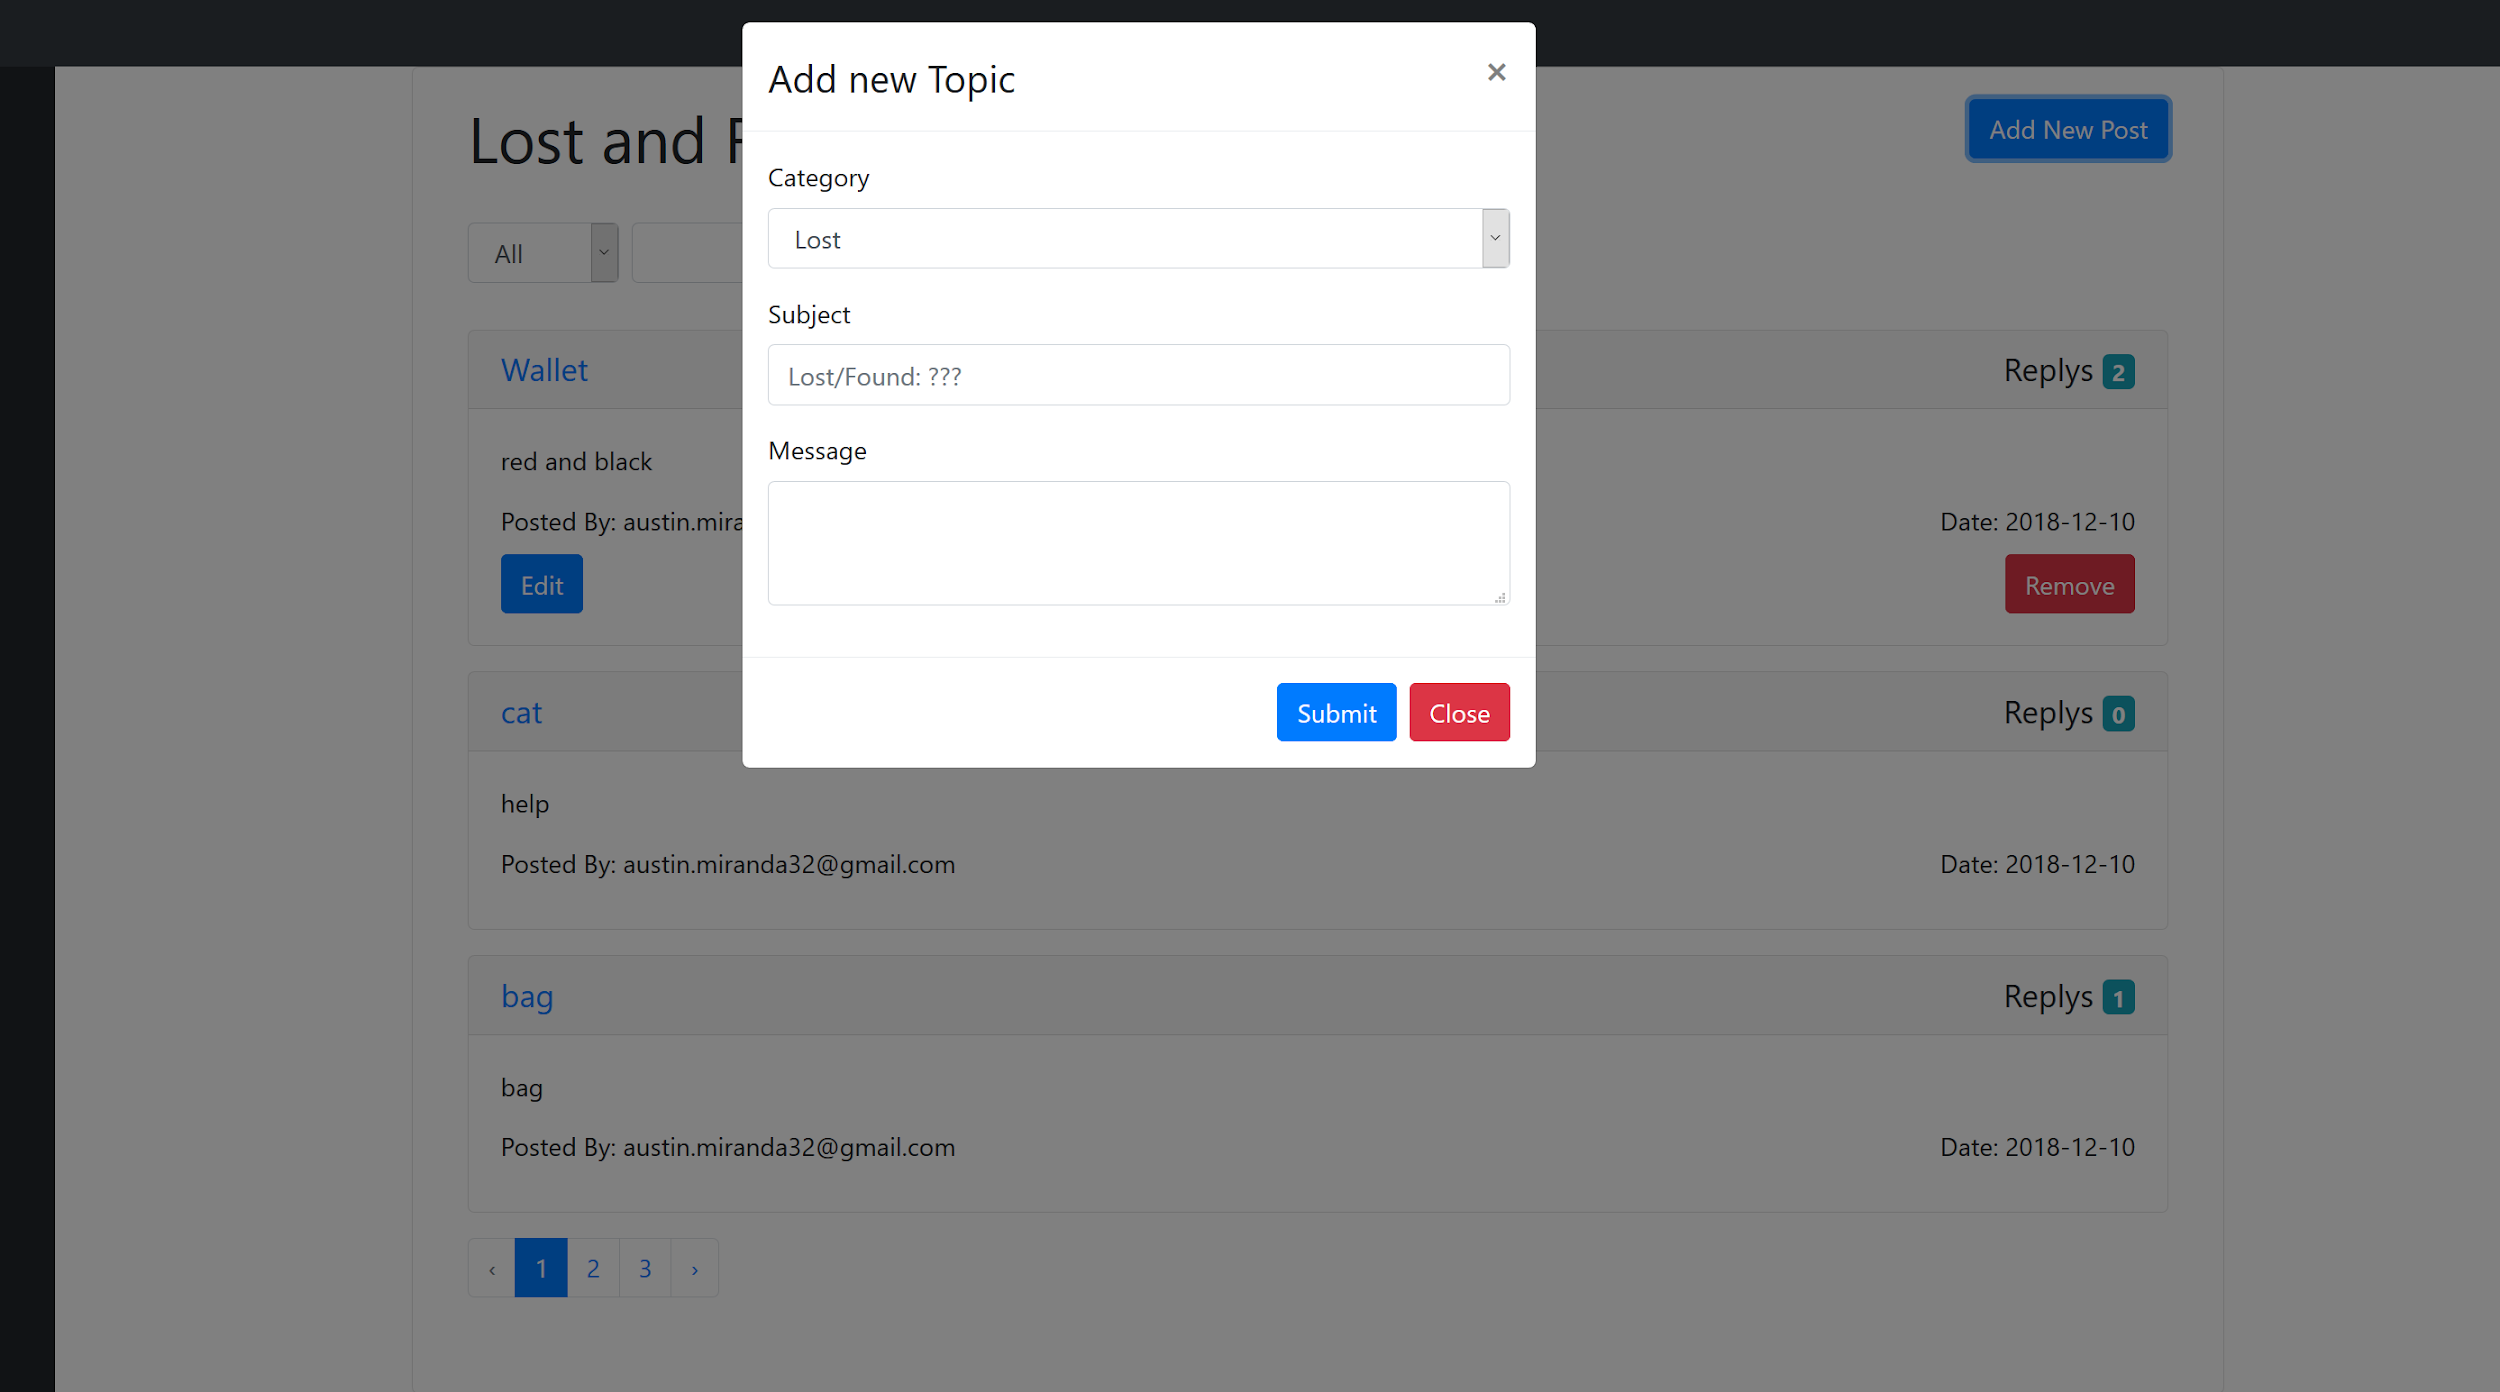 Add new Topic ×
Category
Lost
Subject
Lost/Found: ???
Message
Submit Close
Lost and F
Add New Post
All
Wallet Replys 2
red and black
Posted By: austin.mira Date: 2018-12-10
Edit Remove
cat Replys 0
help
Posted By: austin.miranda32@gmail.com Date: 2018-12-10
bag Replys 1
bag
Posted By: austin.miranda32@gmail.com Date: 2018-12-10
‹ 1 2 3 ›